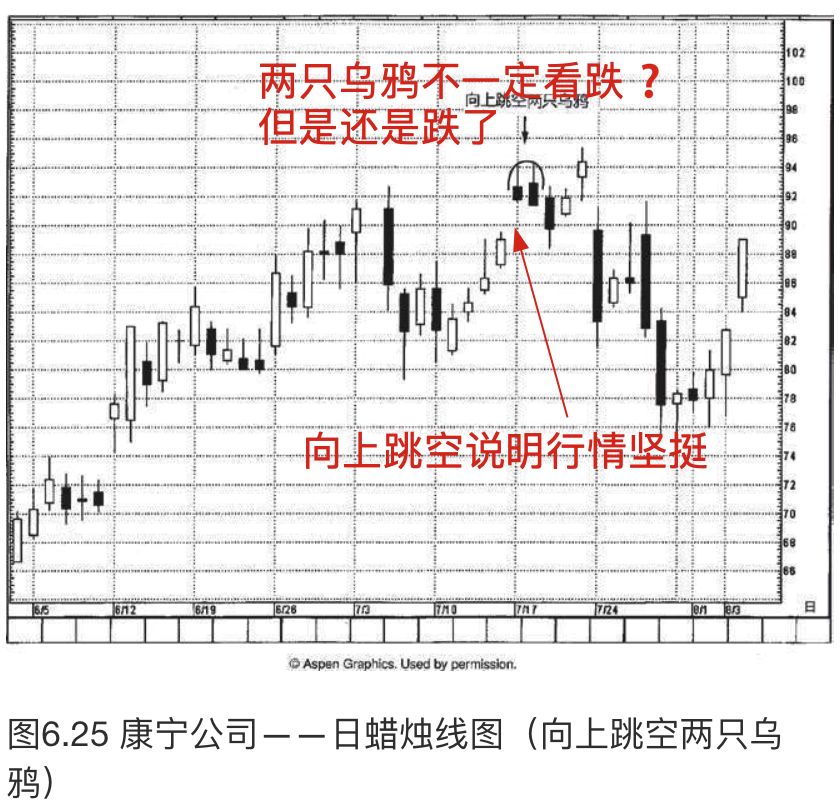 两只乌鸦不一定看跌？
向上跳空两只乌鸦
但是还是跌了
102
100
98
96
94
92
90
88
86
84
82
80
78
76
向上跳空说明行情坚挺
74
72
70
68
66
6/5 6/12 6/19 6/26 7/3 7/10 7/17 7/24 8/1 8/3 日
© Aspen Graphics. Used by permission.
图6.25 康宁公司——日蜡烛线图（向上跳空两只乌
鸦）